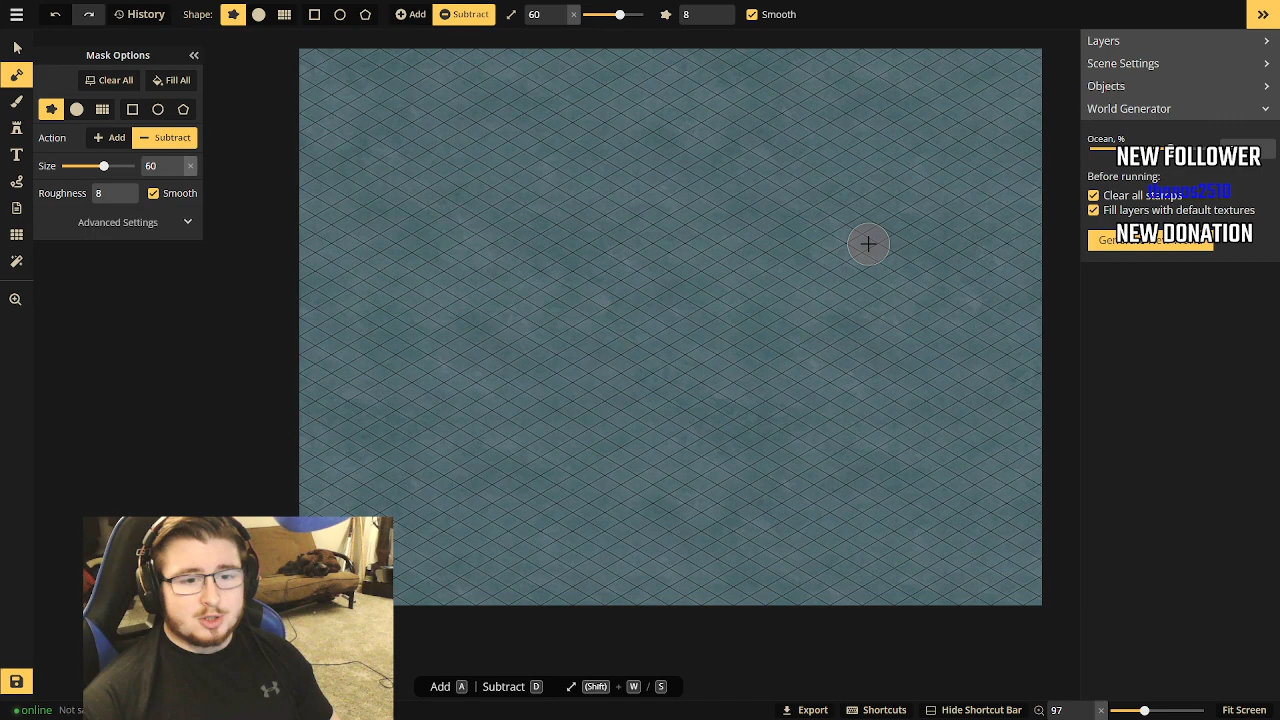 History
Shape:
Add
Subtract
60
8
Smooth
Mask Options
Clear All
Fill All
Action
Add
Subtract
Size
60
Roughness
8
Smooth
Advanced Settings
Layers
Scene Settings
Objects
World Generator
Ocean, %
NEW FOLLOWER
Before running:
Clear all
Fill layers with default textures
NEW DONATION
Add A | Subtract D
(Shift) + W / S
online
Export
Shortcuts
Hide Shortcut Bar
97
Fit Screen